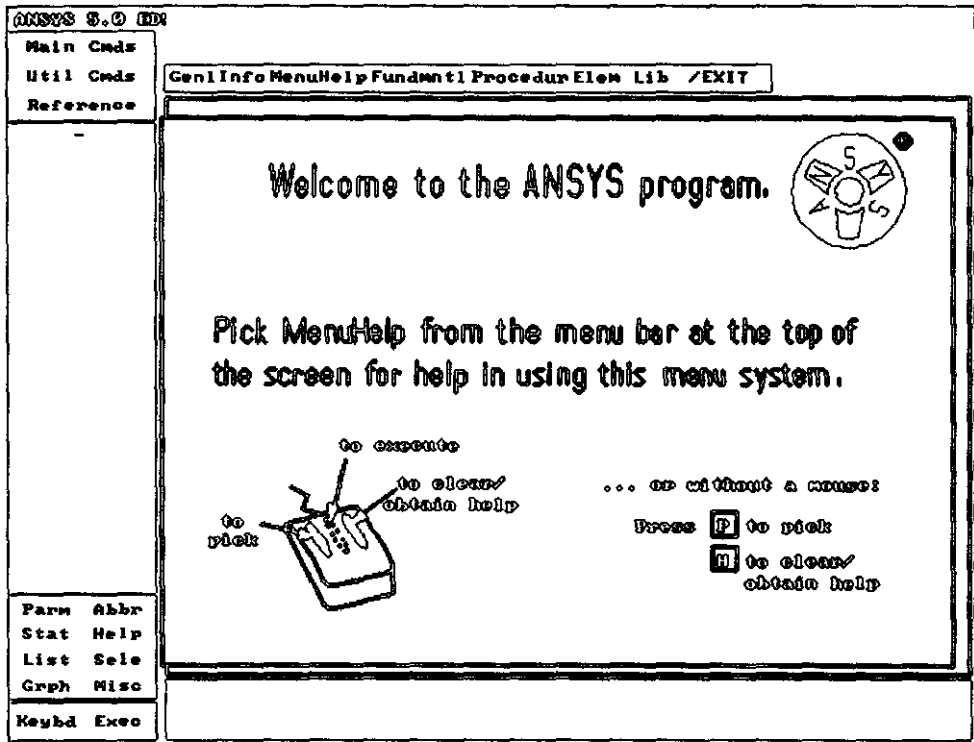 ANSYS 5.0 ED!
Main Cmds
Util Cmds
Reference
GenlInfo MenuHelp Fundmntl Procedur Elem Lib /EXIT
Welcome to the ANSYS program.
A N S Y S
Pick MenuHelp from the menu bar at the top of
the screen for help in using this menu system.
to execute
to clear/
obtain help
to
pick
... or without a mouse:
Press P to pick
H to clear/
obtain help
Parm Abbr
Stat Help
List Sele
Grph Misc
Keybd Exec